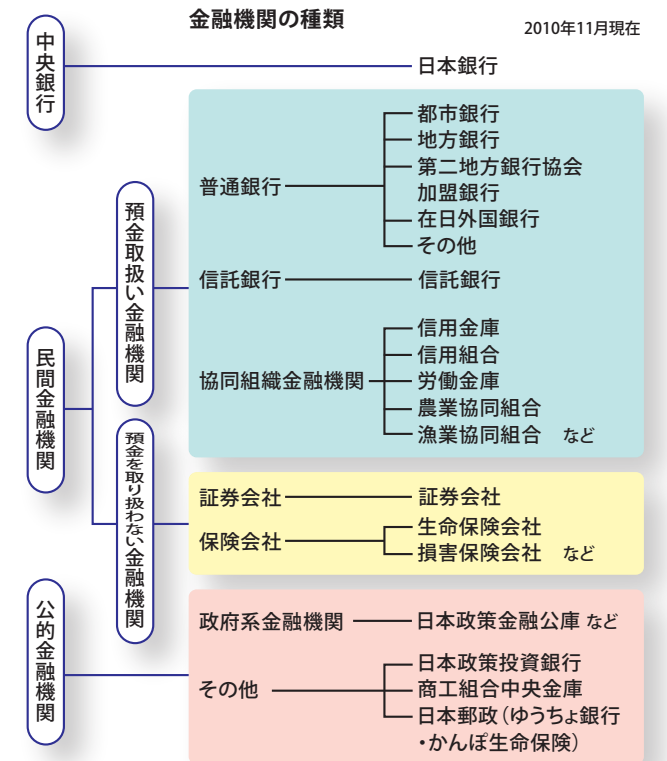 金融機関の種類
2010年11月現在
中央銀行
日本銀行
民間金融機関
預金取扱い金融機関
普通銀行
都市銀行
地方銀行
第二地方銀行協会
加盟銀行
在日外国銀行
その他
信託銀行
信託銀行
協同組織金融機関
信用金庫
信用組合
労働金庫
農業協同組合
漁業協同組合 など
預金を取り扱わない金融機関
証券会社
証券会社
保険会社
生命保険会社
損害保険会社 など
公的金融機関
政府系金融機関
日本政策金融公庫 など
その他
日本政策投資銀行
商工組合中央金庫
日本郵政（ゆうちょ銀行
・かんぽ生命保険）